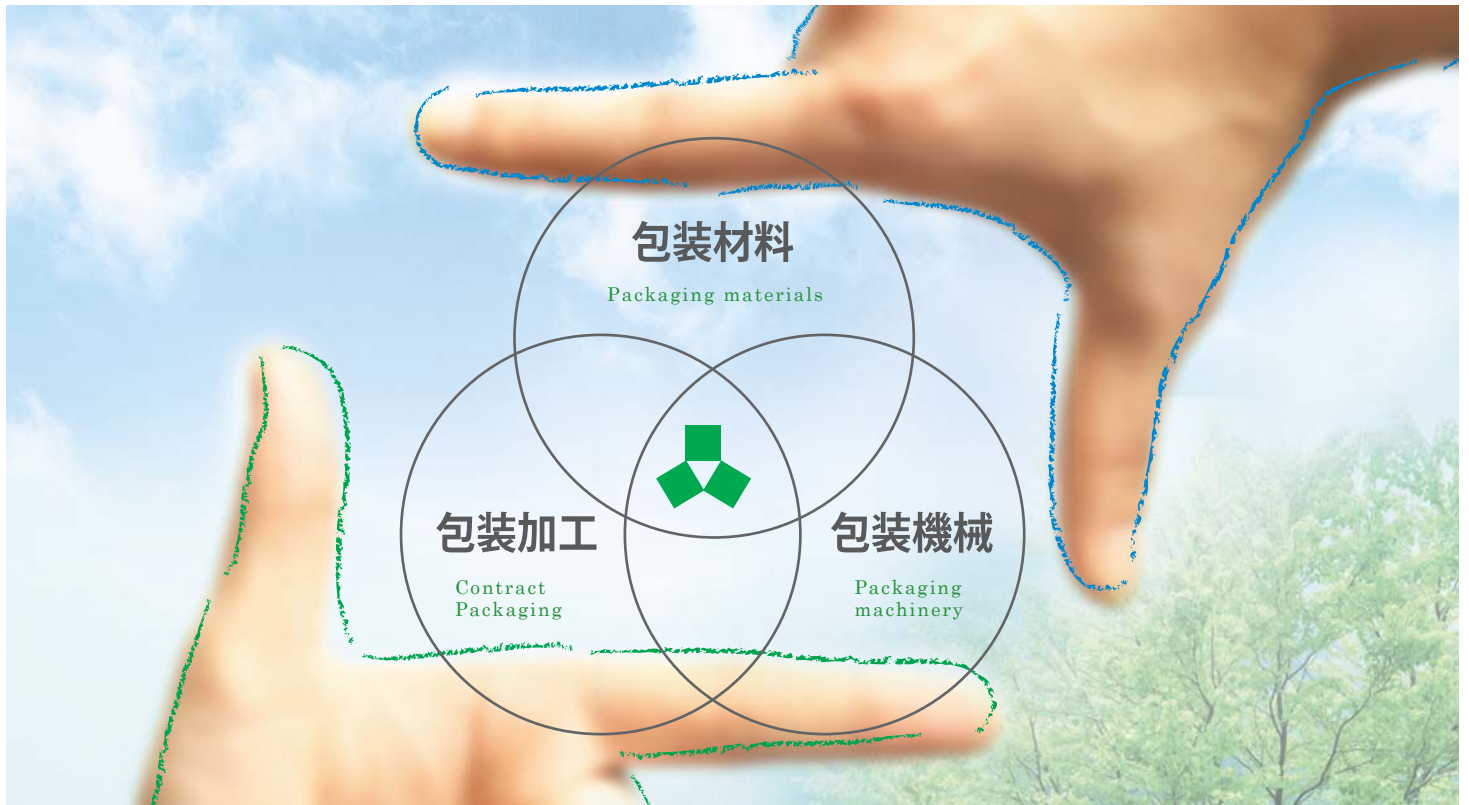 包装材料
Packaging materials
包装加工
Contract
Packaging
包装機械
Packaging
machinery